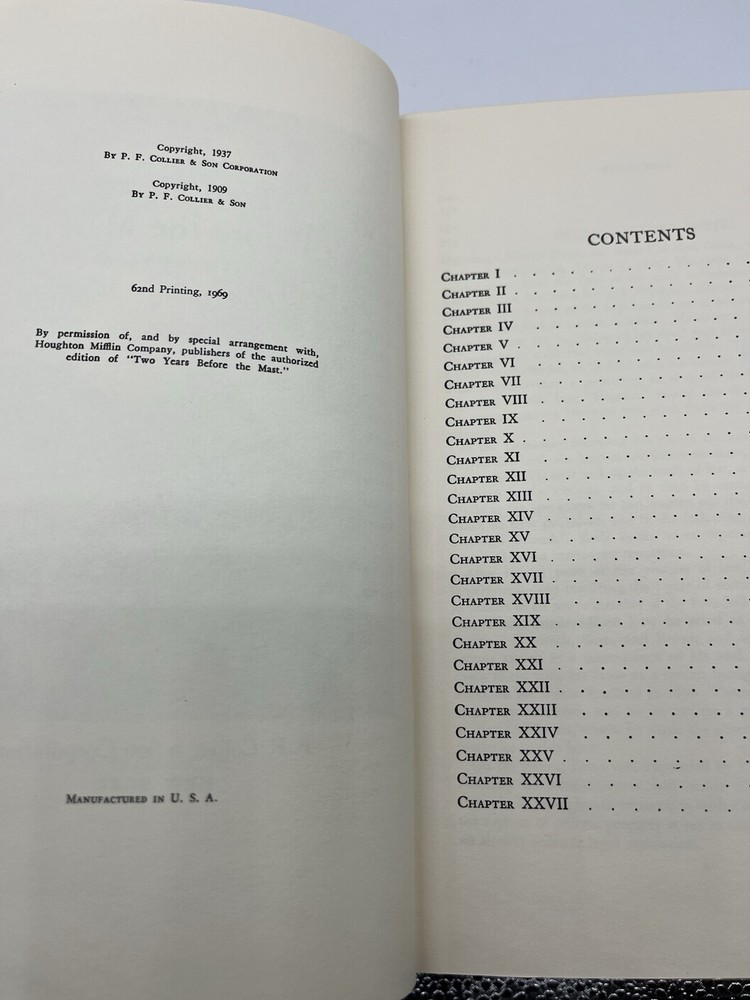 Copyright, 1937
By P. F. Collier & Son Corporation
Copyright, 1909
By P. F. Collier & Son
62nd Printing, 1969
By permission of, and by special arrangement with,
Houghton Mifflin Company, publishers of the authorized
edition of "Two Years Before the Mast."
Manufactured in U. S. A.
CONTENTS
Chapter I . . . . . . . . . .
Chapter II . . . . . . . . . .
Chapter III . . . . . . . . .
Chapter IV . . . . . . . . .
Chapter V . . . . . . . . . .
Chapter VI . . . . . . . . .
Chapter VII . . . . . . . . .
Chapter VIII . . . . . . . . .
Chapter IX . . . . . . . . .
Chapter X . . . . . . . . . .
Chapter XI . . . . . . . . .
Chapter XII . . . . . . . . .
Chapter XIII . . . . . . . . .
Chapter XIV . . . . . . . . .
Chapter XV . . . . . . . . .
Chapter XVI . . . . . . . . .
Chapter XVII . . . . . . . . .
Chapter XVIII . . . . . . . .
Chapter XIX . . . . . . . . .
Chapter XX . . . . . . . . .
Chapter XXI . . . . . . . . .
Chapter XXII . . . . . . . . .
Chapter XXIII . . . . . . . .
Chapter XXIV . . . . . . . .
Chapter XXV . . . . . . . . .
Chapter XXVI . . . . . . . .
Chapter XXVII . . . . . . . .